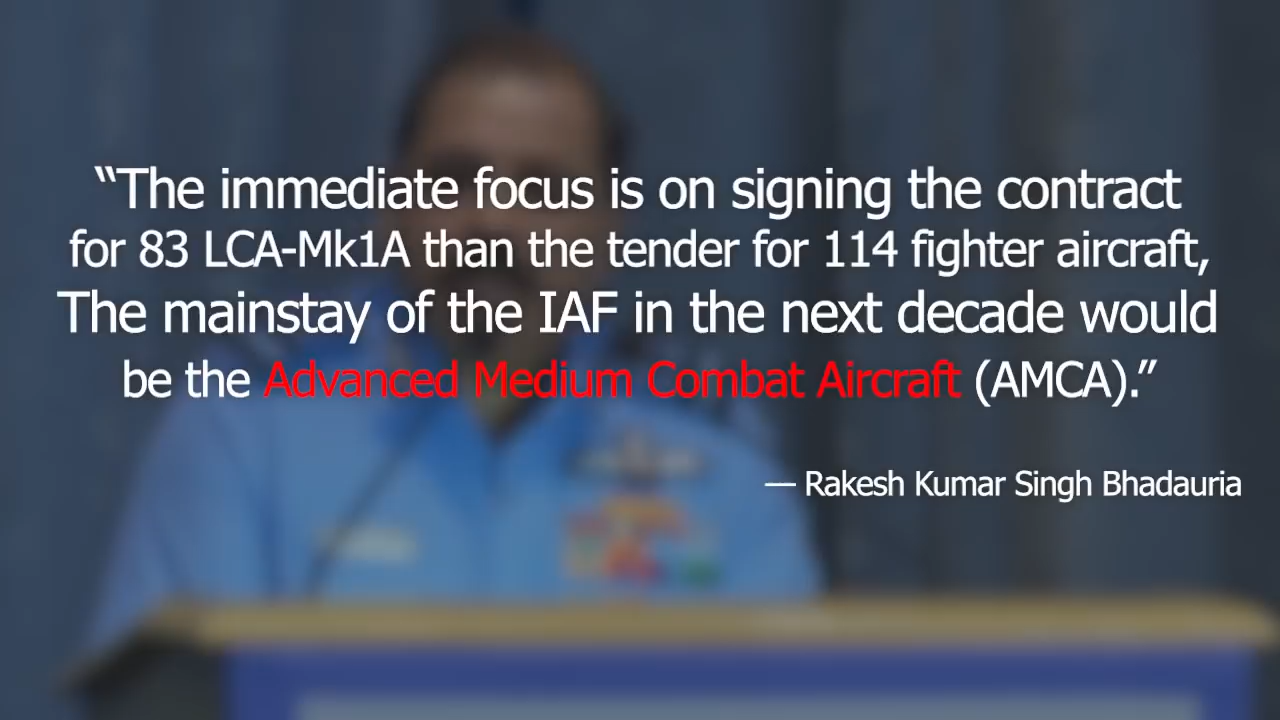 “The immediate focus is on signing the contract
for 83 LCA-Mk1A than the tender for 114 fighter aircraft,
The mainstay of the IAF in the next decade would
be the Advanced Medium Combat Aircraft (AMCA).”
— Rakesh Kumar Singh Bhadauria